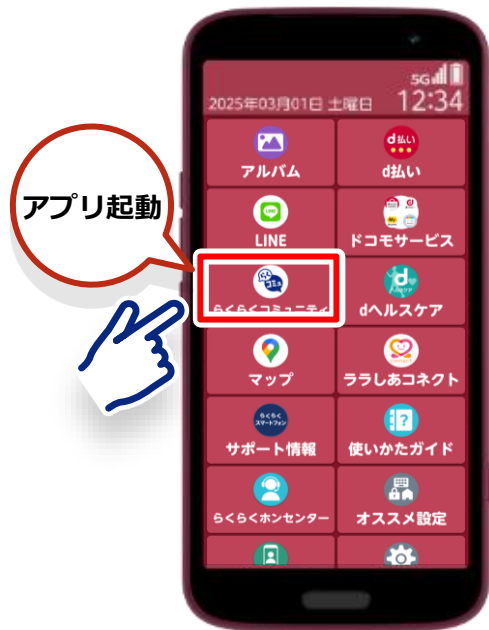 5G
2025年03月01日 土曜日 12:34
アルバム
d払い
d払い
LINE
ドコモサービス
アプリ起動
らくらくコミュニティ
dヘルスケア
マップ
ララしあコネクト
らくらく
スマートフォン
サポート情報
使いかたガイド
らくらくホンセンター
オススメ設定